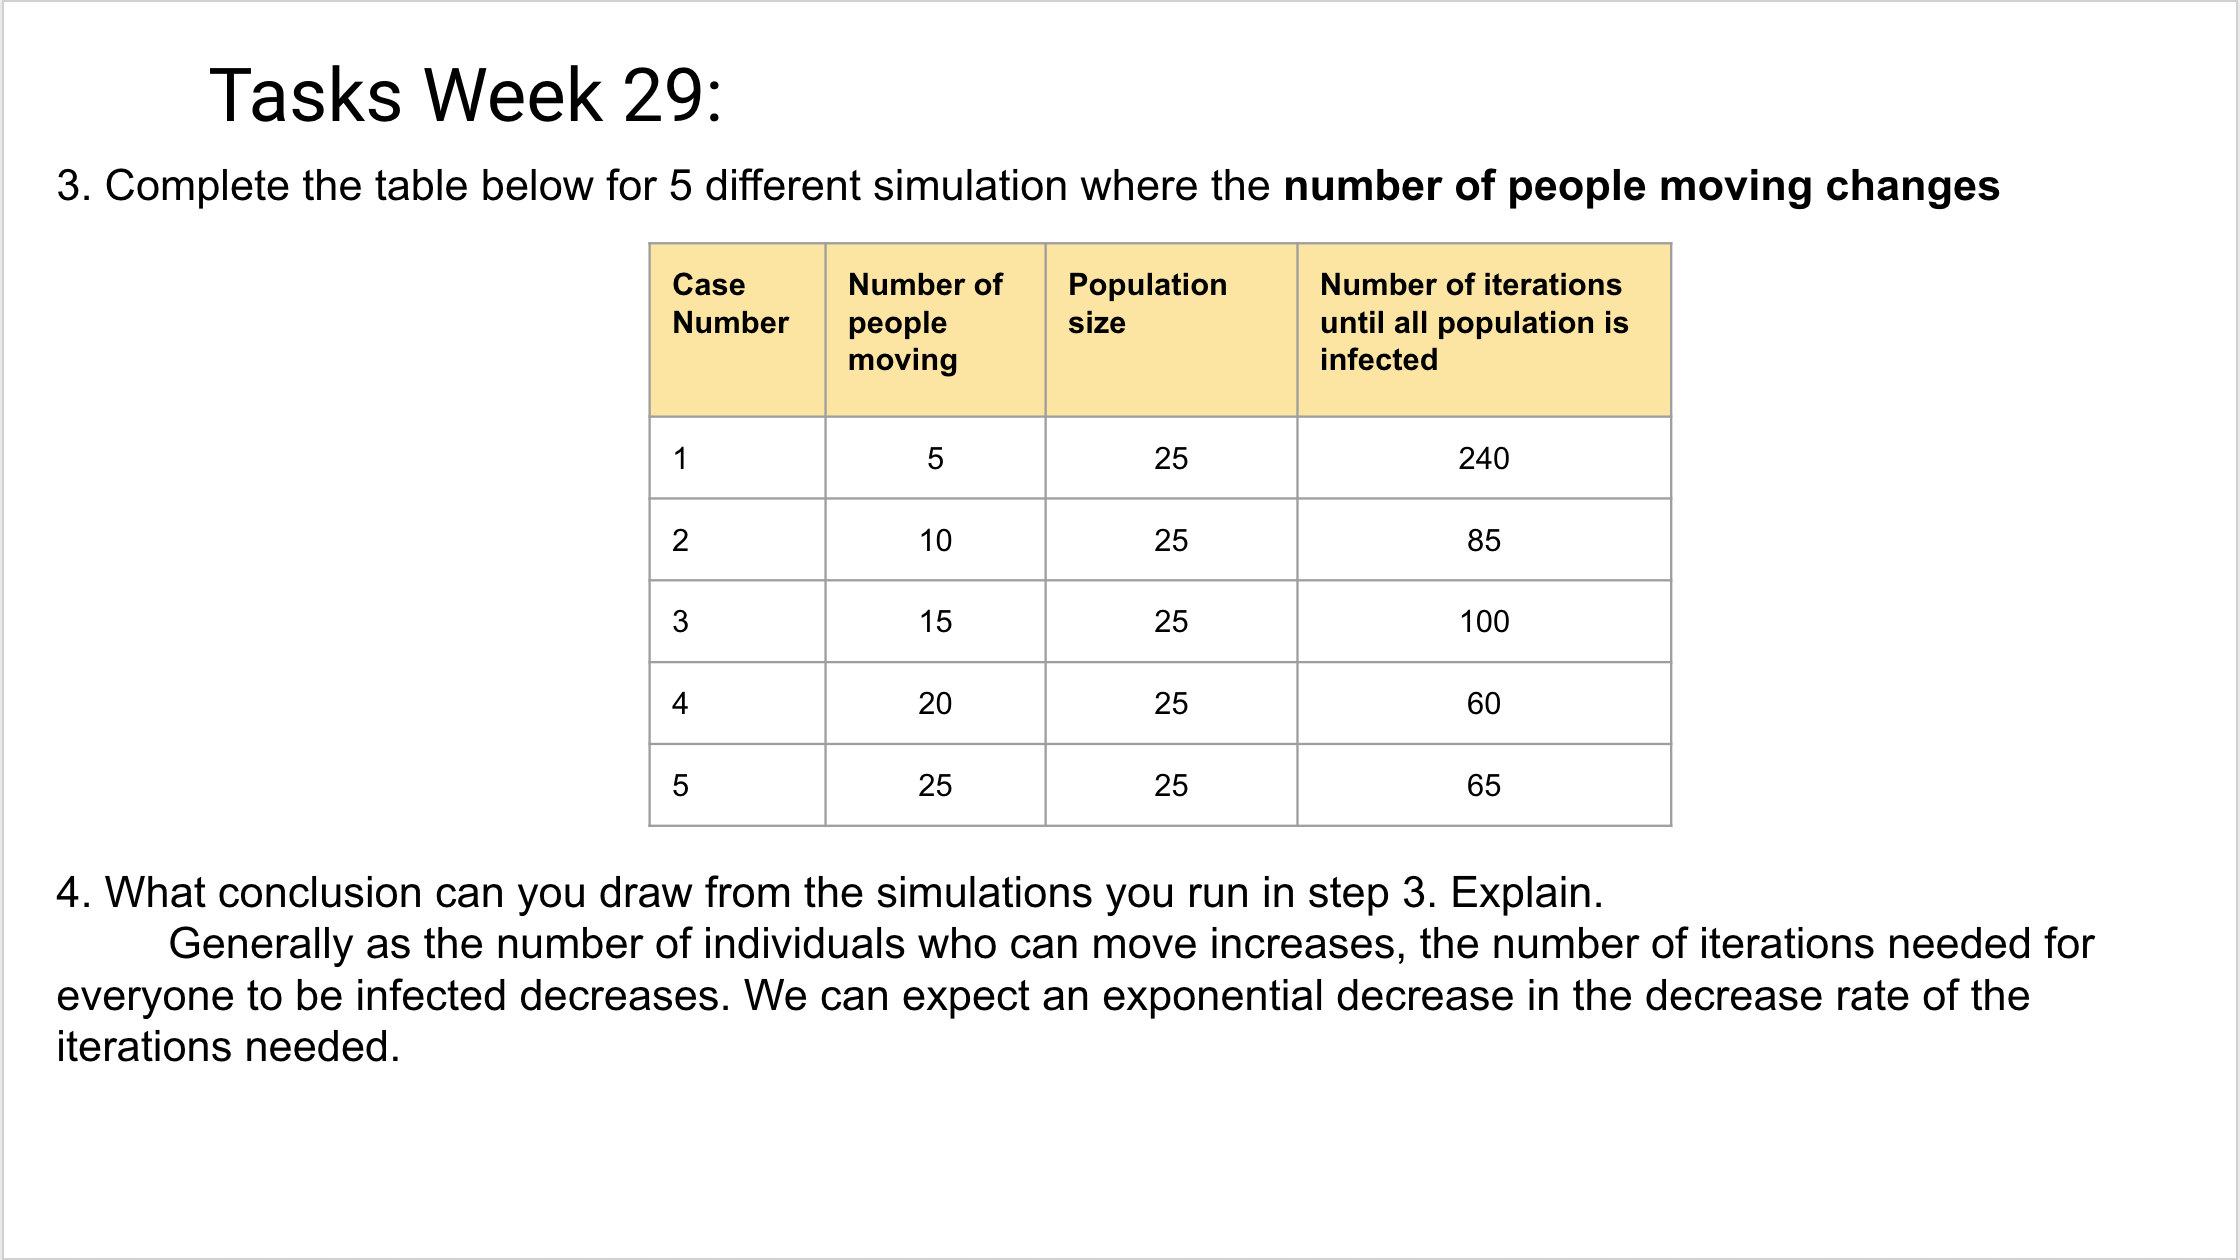 Tasks Week 29:
3. Complete the table below for 5 different simulation where the number of people moving changes
Case Number Number of people moving Population size Number of iterations until all population is infected
1 5 25 240
2 10 25 85
3 15 25 100
4 20 25 60
5 25 25 65
4. What conclusion can you draw from the simulations you run in step 3. Explain.
Generally as the number of individuals who can move increases, the number of iterations needed for
everyone to be infected decreases. We can expect an exponential decrease in the decrease rate of the
iterations needed.